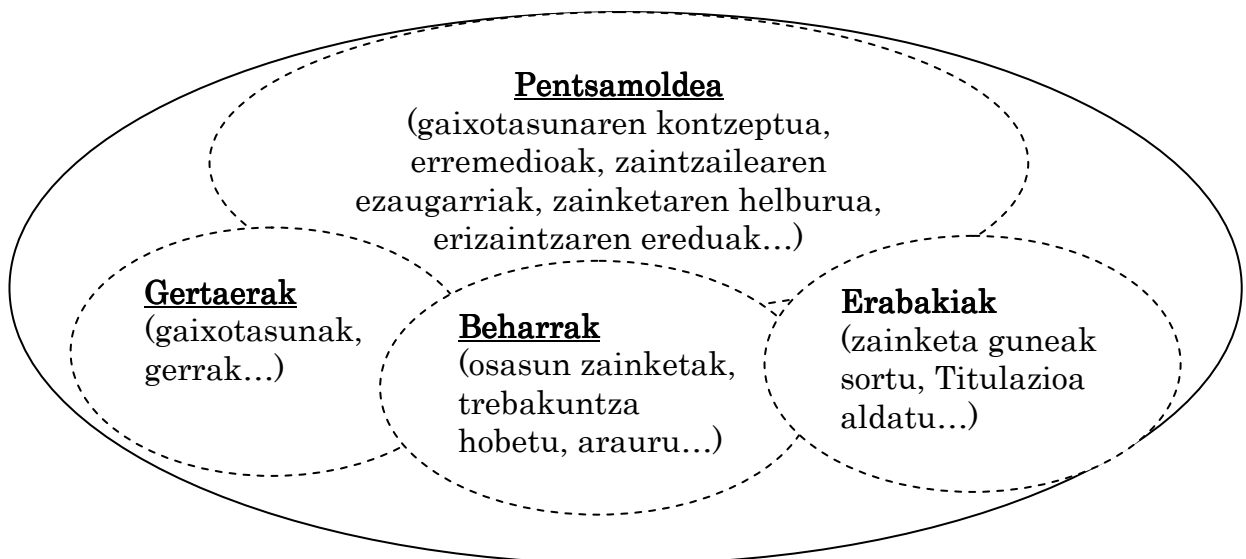 Pentsamoldea
(gaixotasunaren kontzeptua,
erremedioak, zaintzailearen
ezaugarriak, zainketaren helburua,
erizaintzaren ereduak…)
Gertaerak
(gaixotasunak,
gerrak…)
Beharrak
(osasun zainketak,
trebakuntza
hobetu, arauru…)
Erabakiak
(zainketa guneak
sortu, Titulazioa
aldatu…)